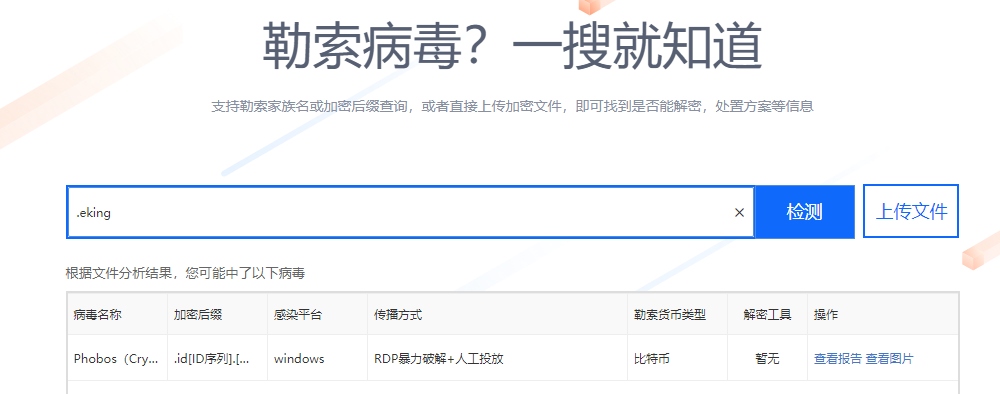 勒索病毒？一搜就知道
支持勒索家族名或加密后缀查询，或者直接上传加密文件，即可找到是否能解密，处置方案等信息
.eking × 检测 上传文件
根据文件分析结果，您可能中了以下病毒
病毒名称 加密后缀 感染平台 传播方式 勒索货币类型 解密工具 操作
Phobos（Cry... .id[ID序列].[... windows RDP暴力破解+人工投放 比特币 暂无 查看报告 查看图片